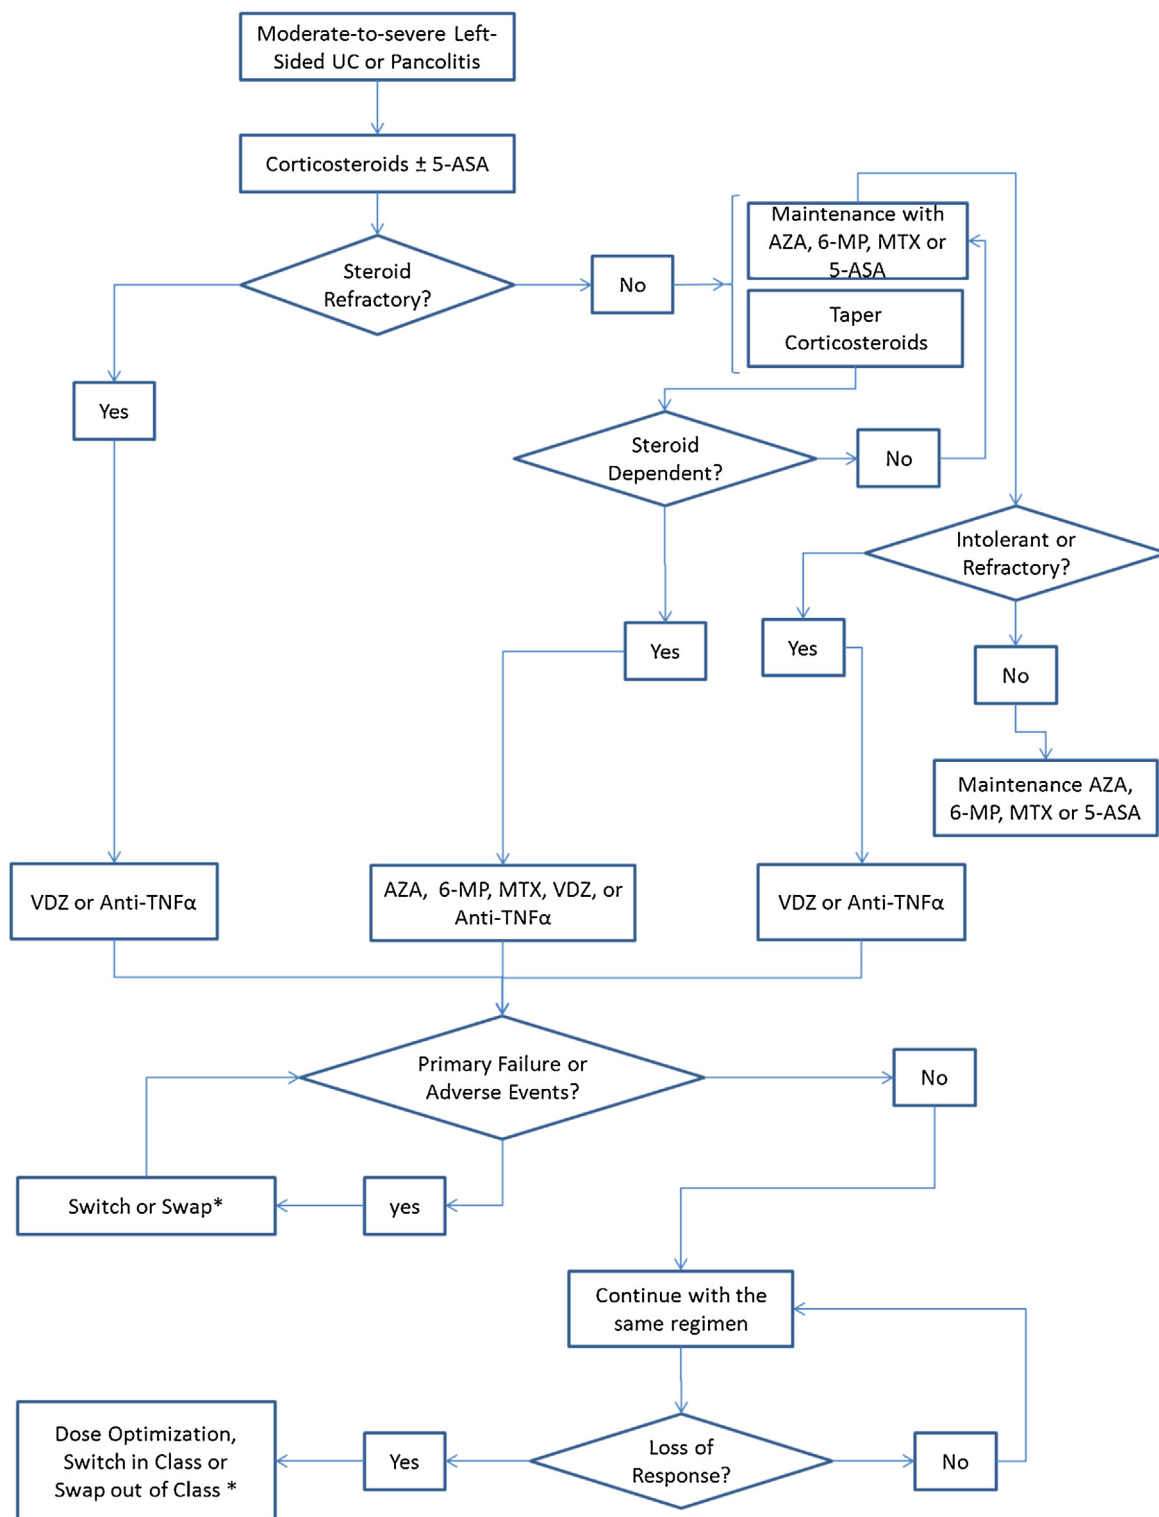 Moderate-to-severe Left-
Sided UC or Pancolitis
Corticosteroids ± 5-ASA
Steroid
Refractory?
No
Maintenance with
AZA, 6-MP, MTX or
5-ASA
Taper
Corticosteroids
Yes
Steroid
Dependent?
No
Intolerant or
Refractory?
Yes
Yes
No
Maintenance AZA,
6-MP, MTX or 5-ASA
VDZ or Anti-TNFα
AZA, 6-MP, MTX, VDZ, or
Anti-TNFα
VDZ or Anti-TNFα
Primary Failure or
Adverse Events?
No
Switch or Swap*
yes
Continue with the
same regimen
Dose Optimization,
Switch in Class or
Swap out of Class *
Yes
Loss of
Response?
No